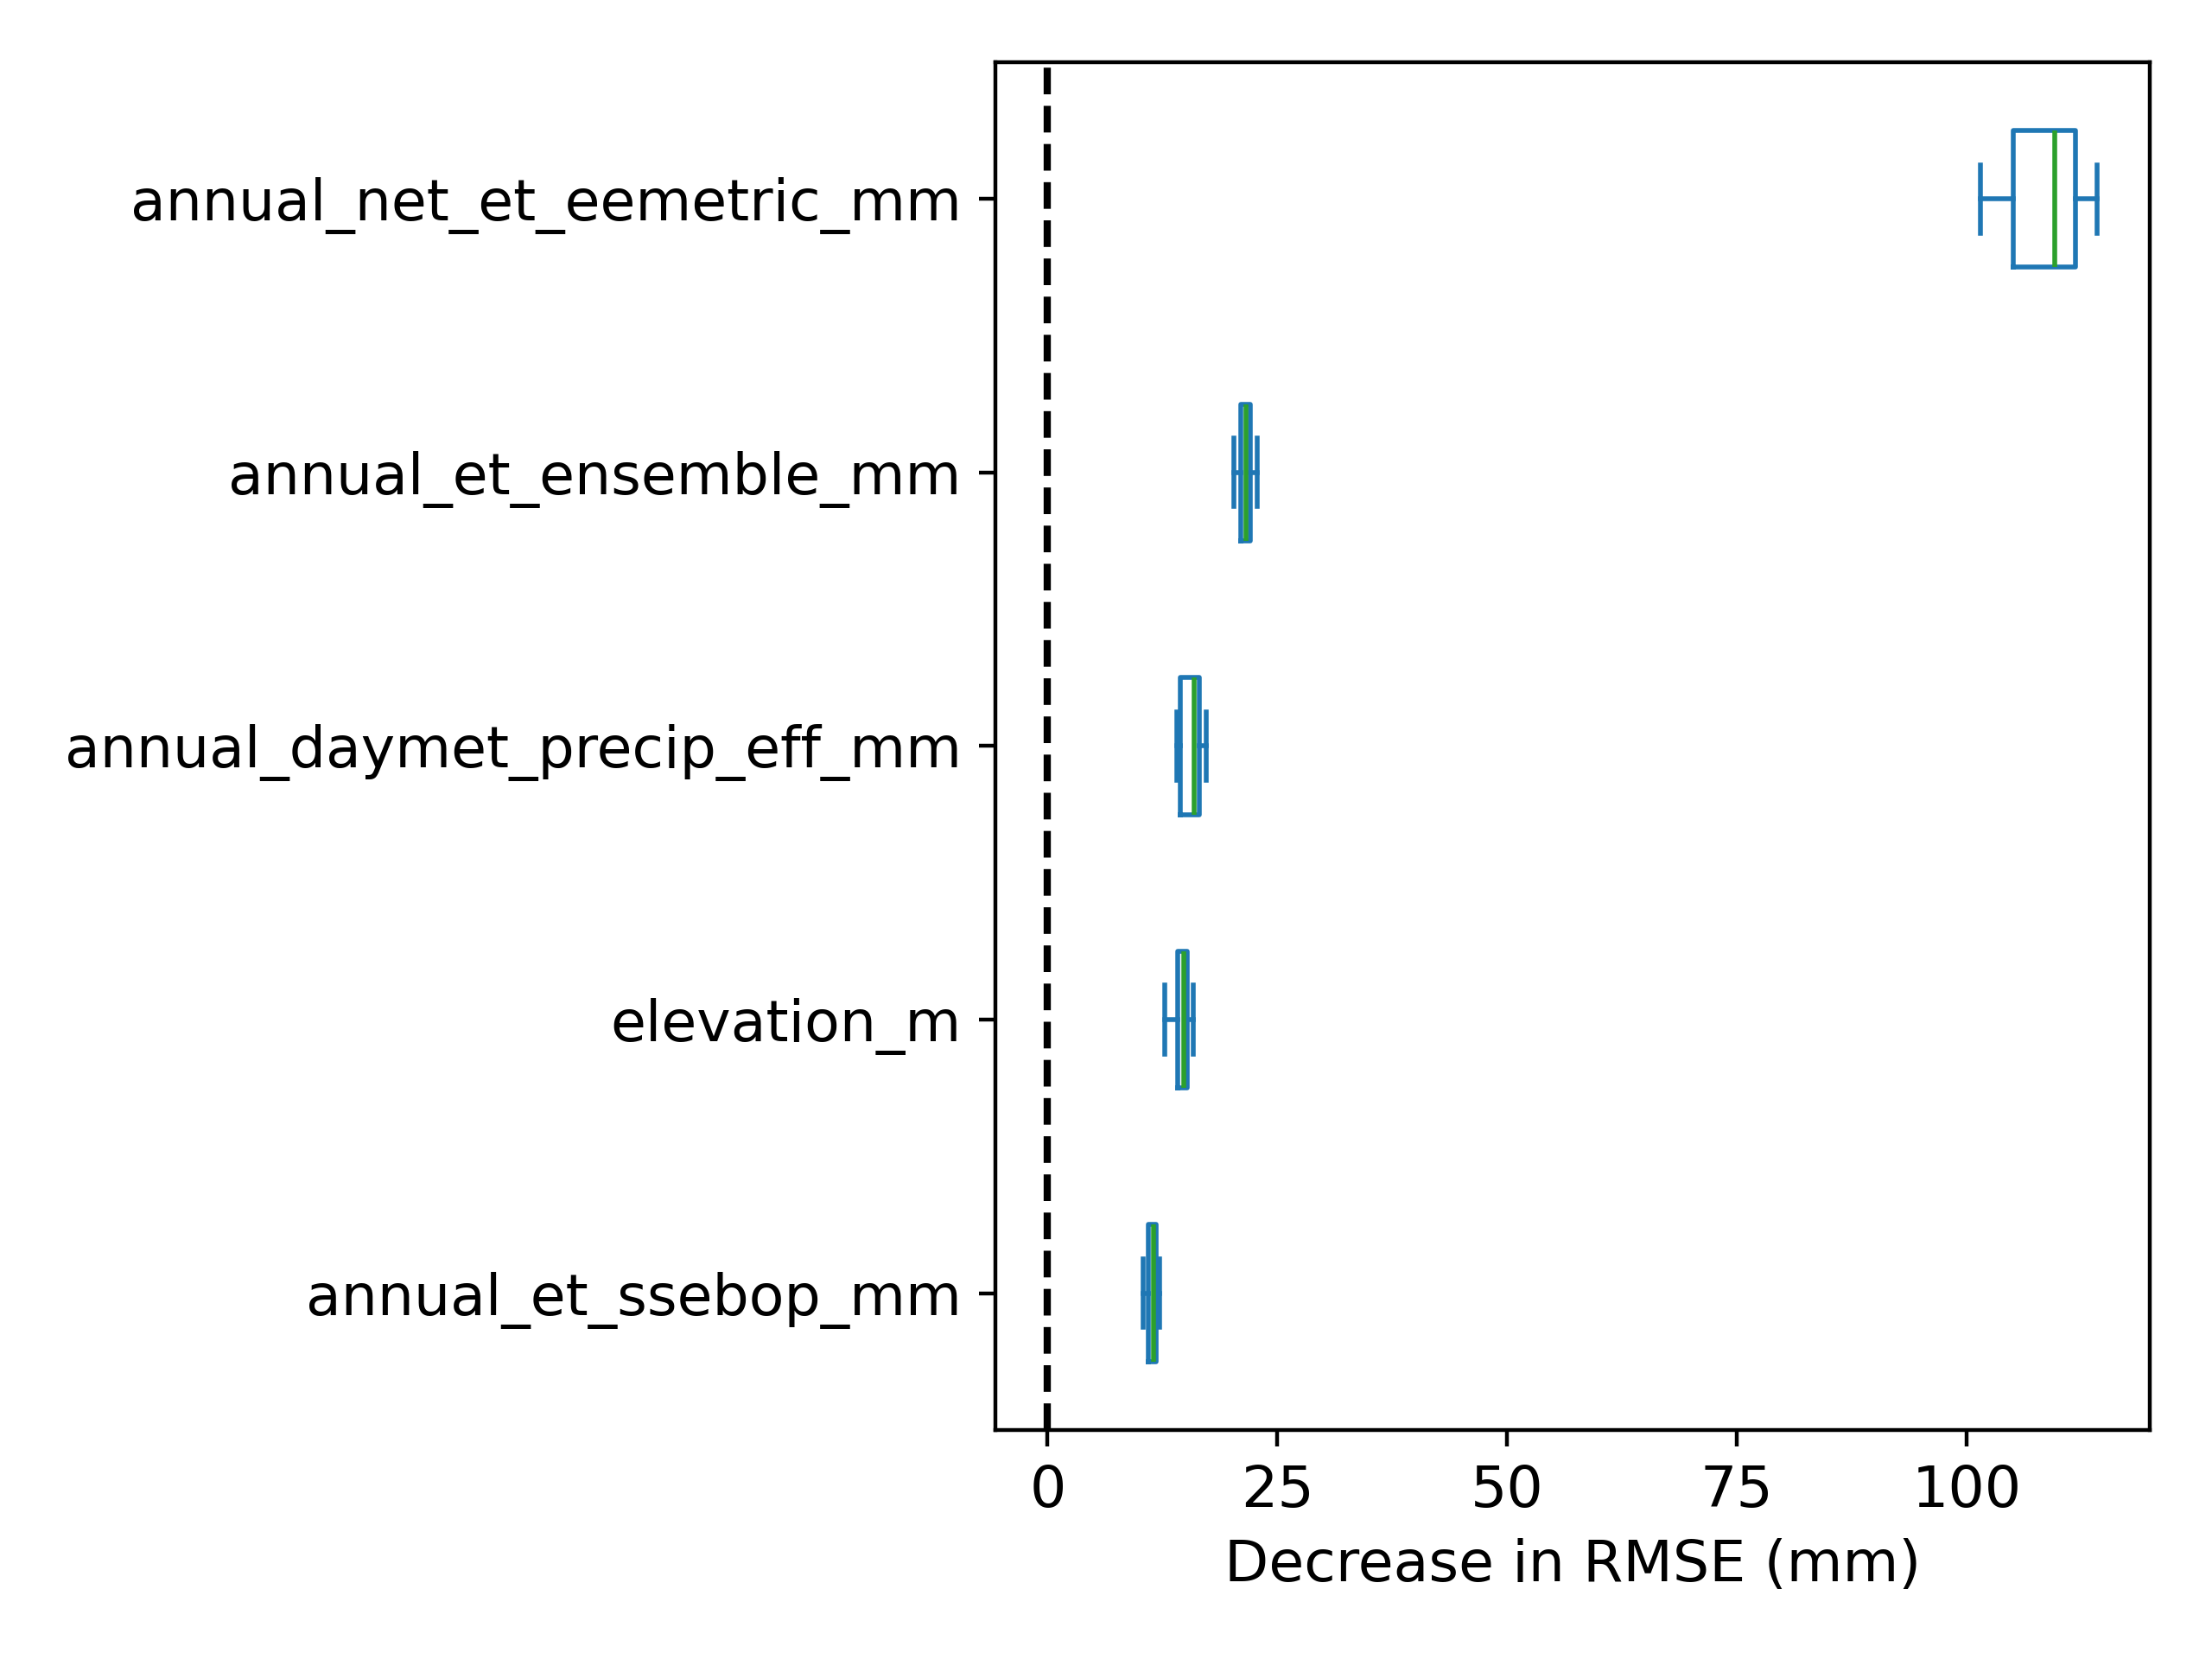 annual_net_et_eemetric_mm
annual_et_ensemble_mm
annual_daymet_precip_eff_mm
elevation_m
annual_et_ssebop_mm
0 25 50 75 100
Decrease in RMSE (mm)